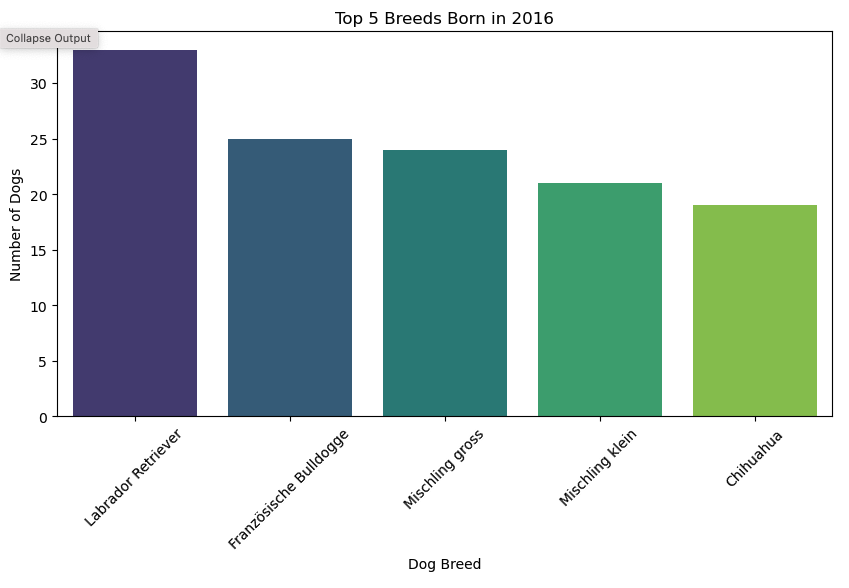 Top 5 Breeds Born in 2016
Collapse Output
30
25
20
15
10
5
0
Number of Dogs
Labrador Retriever
Französische Bulldogge
Mischling gross
Mischling klein
Chihuahua
Dog Breed